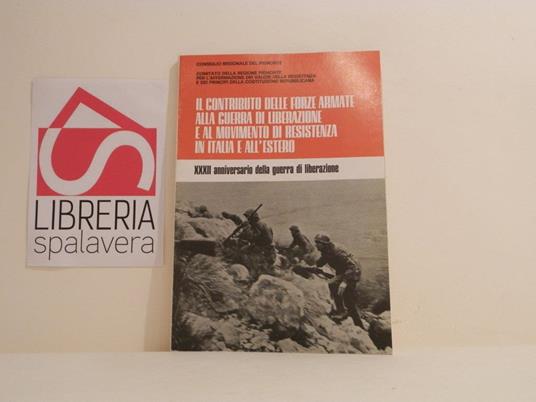 CONSIGLIO REGIONALE DEL PIEMONTE
COMITATO DELLA REGIONE PIEMONTE
PER L'AFFERMAZIONE DEI VALORI DELLA RESISTENZA
E DEI PRINCIPI DELLA COSTITUZIONE REPUBBLICANA
IL CONTRIBUTO DELLE FORZE ARMATE
ALLA GUERRA DI LIBERAZIONE
E AL MOVIMENTO DI RESISTENZA
IN ITALIA E ALL'ESTERO
XXXII anniversario della guerra di liberazione
LIBRERIA
spalavera